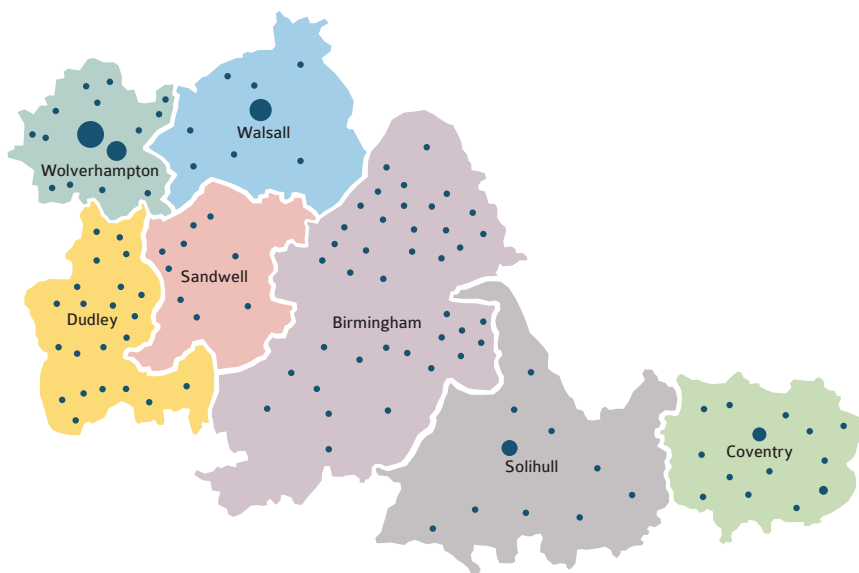 Walsall
Wolverhampton
Sandwell
Dudley
Birmingham
Coventry
Solihull